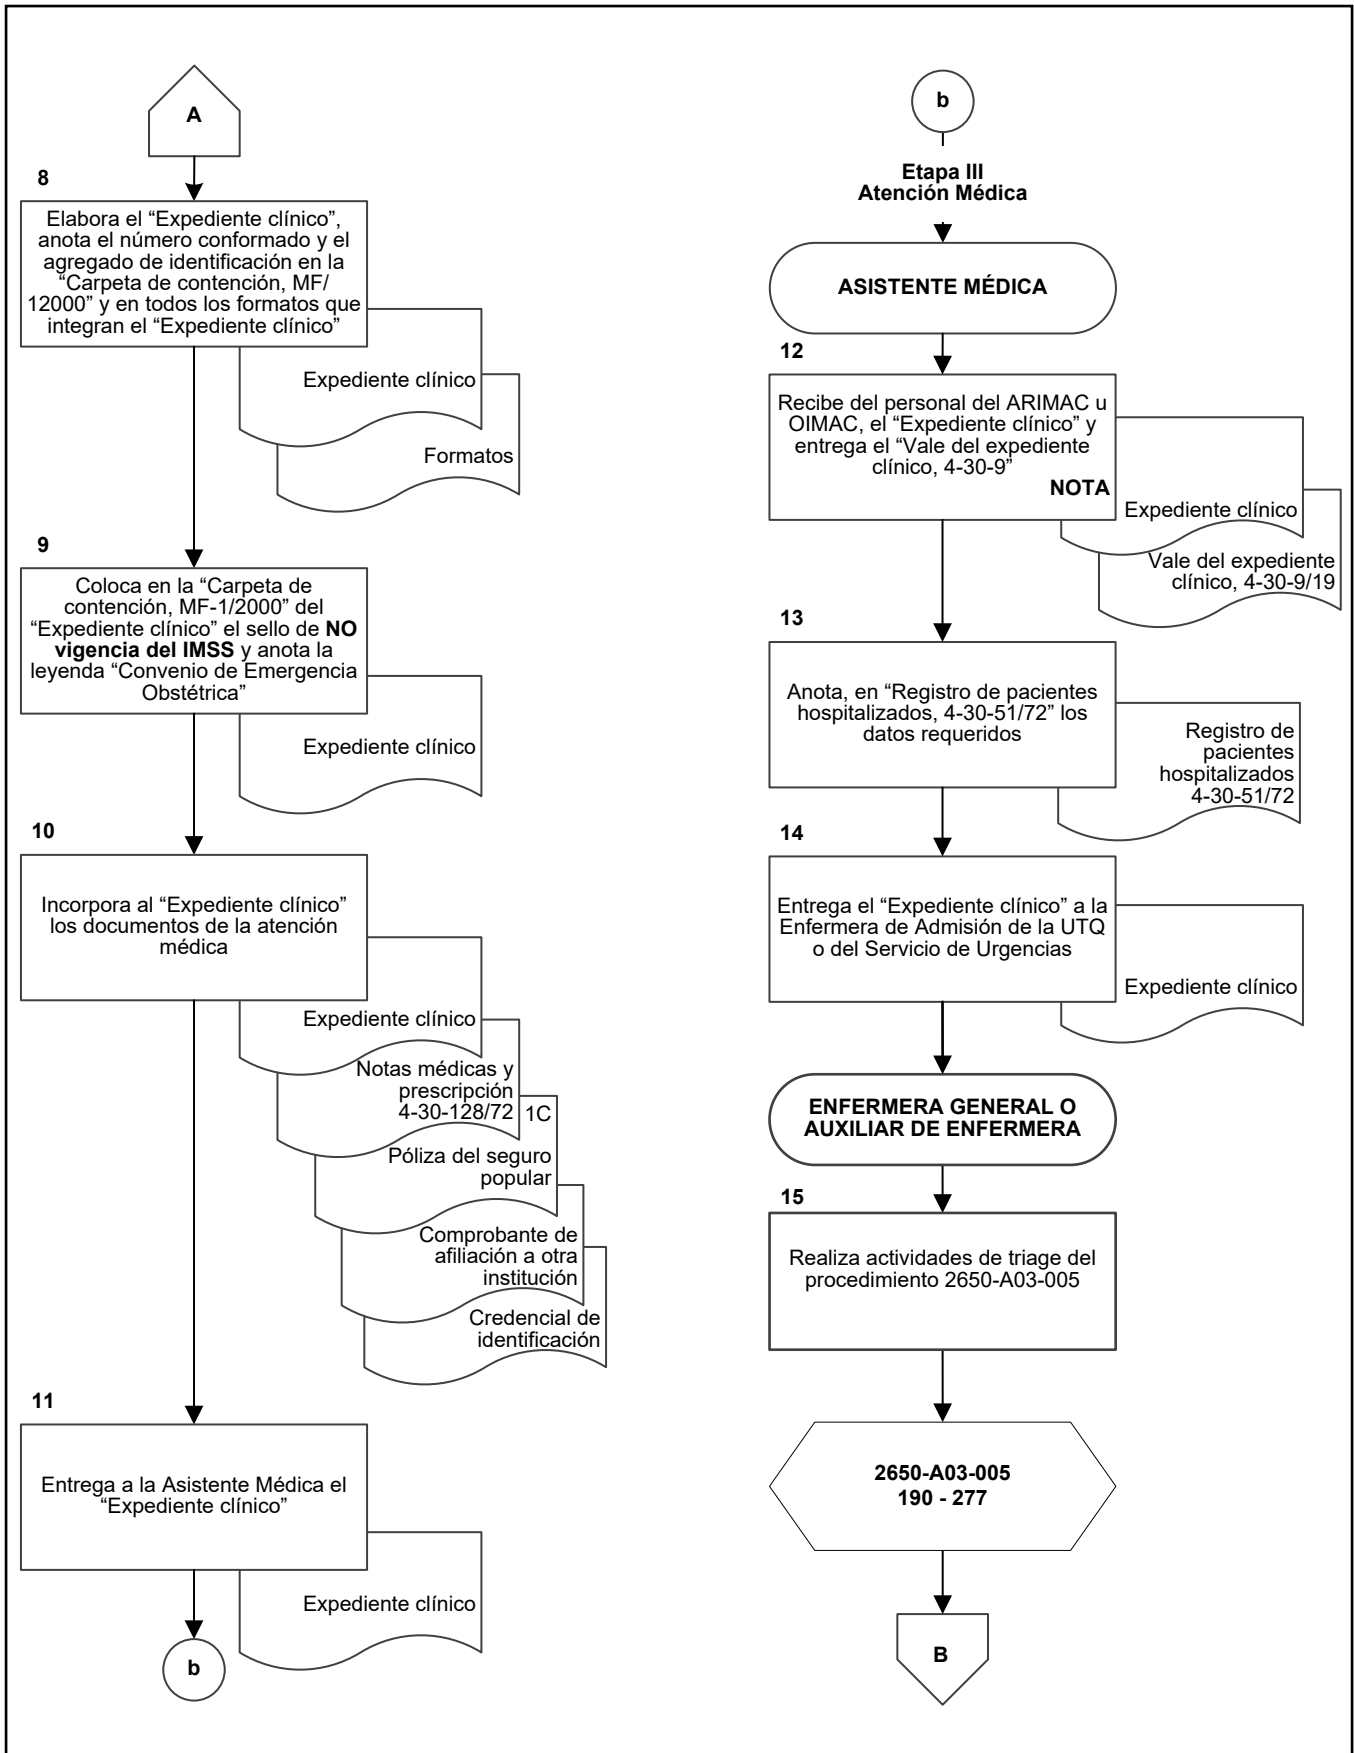 A
8
Elabora el “Expediente clínico”,
anota el número conformado y el
agregado de identificación en la
“Carpeta de contención, MF/
12000” y en todos los formatos que
integran el “Expediente clínico”
Expediente clínico
Formatos
9
Coloca en la “Carpeta de
contención, MF-1/2000” del
“Expediente clínico” el sello de NO
vigencia del IMSS y anota la
leyenda “Convenio de Emergencia
Obstétrica”
Expediente clínico
10
Incorpora al “Expediente clínico”
los documentos de la atención
médica
Expediente clínico
Notas médicas y
prescripción
4-30-128/72
1C
Póliza del seguro
popular
Comprobante de
afiliación a otra
institución
Credencial de
identificación
11
Entrega a la Asistente Médica el
“Expediente clínico”
Expediente clínico
b
b
Etapa III
Atención Médica
ASISTENTE MÉDICA
12
Recibe del personal del ARIMAC u
OIMAC, el “Expediente clínico” y
entrega el “Vale del expediente
clínico, 4-30-9”
NOTA
Expediente clínico
Vale del expediente
clínico, 4-30-9/19
13
Anota, en “Registro de pacientes
hospitalizados, 4-30-51/72” los
datos requeridos
Registro de
pacientes
hospitalizados
4-30-51/72
14
Entrega el “Expediente clínico” a la
Enfermera de Admisión de la UTQ
o del Servicio de Urgencias
Expediente clínico
ENFERMERA GENERAL O
AUXILIAR DE ENFERMERA
15
Realiza actividades de triage del
procedimiento 2650-A03-005
2650-A03-005
190 - 277
B